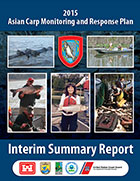 2015
Asian Carp Monitoring and Response Plan
Interim Summary Report